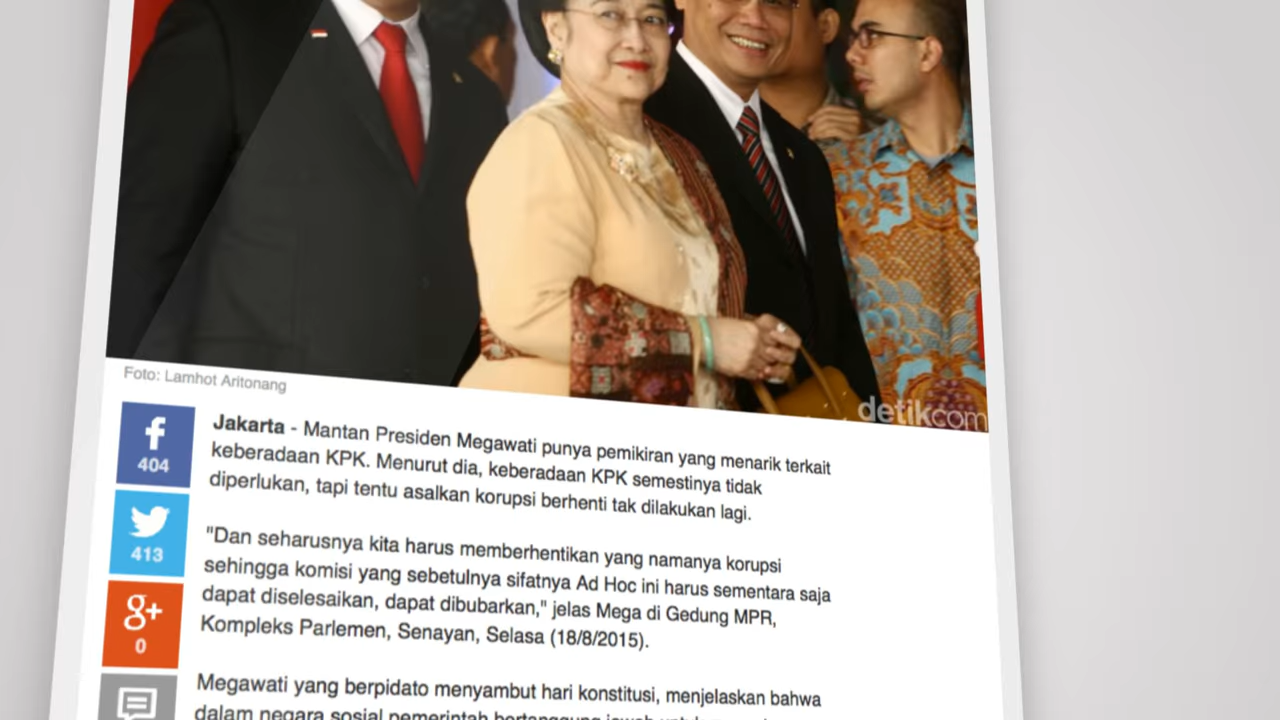 detikcom
Foto: Lamhot Aritonang
404
413
g+
0
Jakarta - Mantan Presiden Megawati punya pemikiran yang menarik terkait
keberadaan KPK. Menurut dia, keberadaan KPK semestinya tidak
diperlukan, tapi tentu asalkan korupsi berhenti tak dilakukan lagi.
"Dan seharusnya kita harus memberhentikan yang namanya korupsi
sehingga komisi yang sebetulnya sifatnya Ad Hoc ini harus sementara saja
dapat diselesaikan, dapat dibubarkan," jelas Mega di Gedung MPR,
Kompleks Parlemen, Senayan, Selasa (18/8/2015).
Megawati yang berpidato menyambut hari konstitusi, menjelaskan bahwa
dalam negara sosial pemerintah